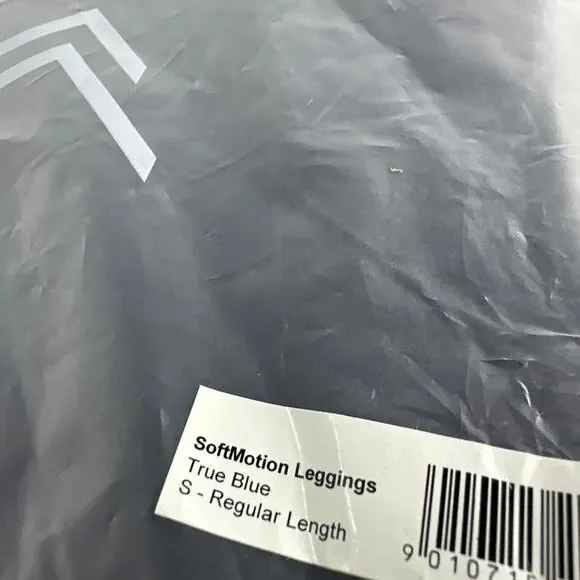 SoftMotion Leggings
True Blue
S - Regular Length
9 01071